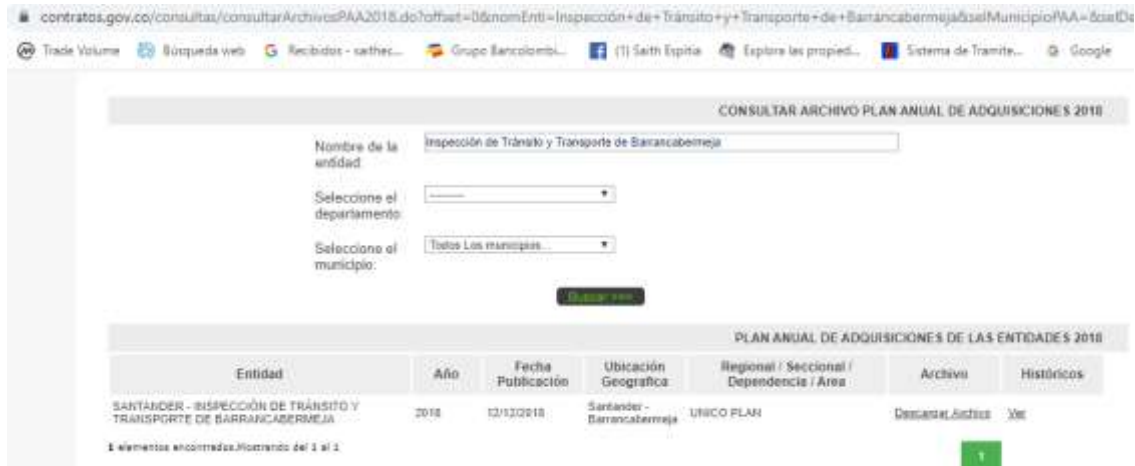 contratos.gov.co/consultas/consultarArchivosPAA2018.do?offset=0&nomEnti=Inspección+de+Tránsito+y+Transporte+de+Barrancabermeja&selMunicipioPAA=&selDe
Trade Volume Búsqueda web Recibidos - sathec... Grupo Bancolombi... (1) Saith Espitia Explora las propied... Sistema de Tramite... Google
CONSULTAR ARCHIVO PLAN ANUAL DE ADQUISICIONES 2018
Nombre de la entidad
Inspección de Tránsito y Transporte de Barrancabermeja
Seleccione el departamento
---------
Seleccione el municipio:
Todos Los municipios...
Buscar >>>
PLAN ANUAL DE ADQUISICIONES DE LAS ENTIDADES 2018
Entidad Año Fecha Publicación Ubicación Geografica Regional / Seccional / Dependencia / Area Archivo Históricos
SANTANDER - INSPECCIÓN DE TRÁNSITO Y TRANSPORTE DE BARRANCABERMEJA 2018 12/12/2018 Santander - Barrancabermeja UNICO PLAN Descargar Archivo Ver
1 elementos encontrados.Mostrando del 1 al 1
1